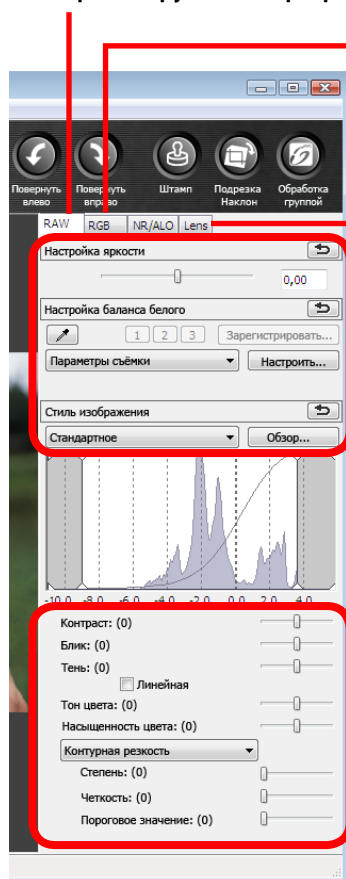 Повернуть влево
Повернуть вправо
Штамп
Подрезка Наклон
Обработка группой
RAW RGB NR/ALO Lens
Настройка яркости
0,00
Настройка баланса белого
1 2 3 Зарегистрировать...
Параметры съёмки Настроить...
Стиль изображения
Стандартное Обзор...
-10,0 -8,0 -6,0 -4,0 -2,0 0,0 2,0 4,0
Контраст: (0)
Блик: (0)
Тень: (0)
Линейная
Тон цвета: (0)
Насыщенность цвета: (0)
Контурная резкость
Степень: (0)
Четкость: (0)
Пороговое значение: (0)